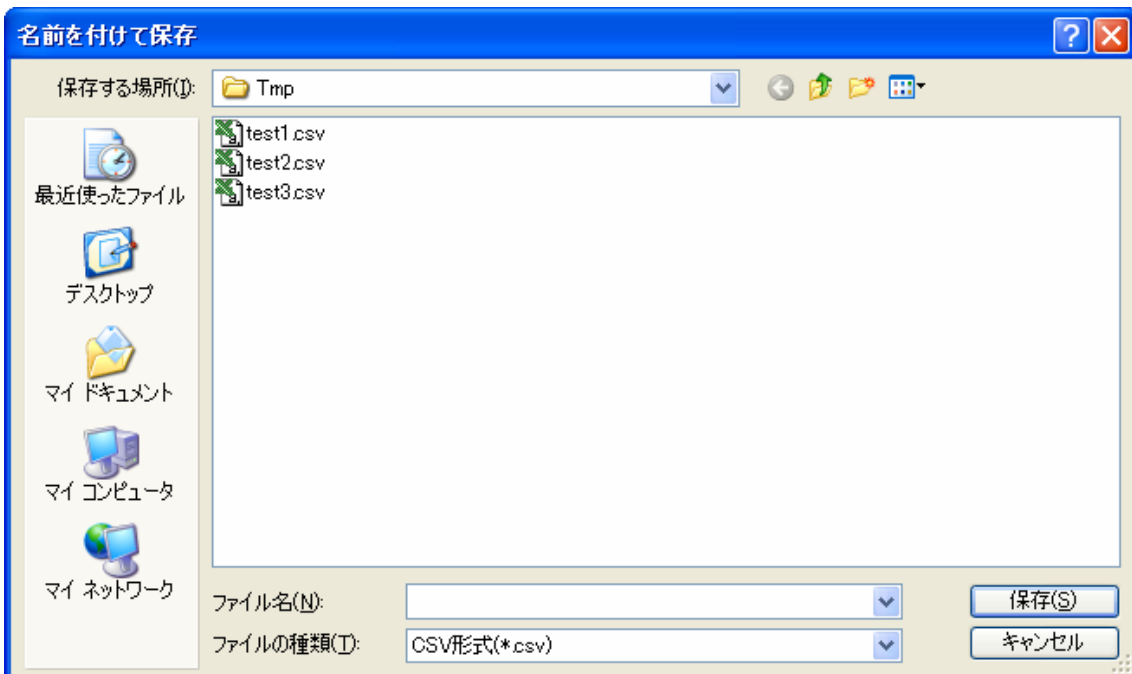 名前を付けて保存
保存する場所(I): Tmp
test1.csv
test2.csv
test3.csv
最近使ったファイル
デスクトップ
マイ ドキュメント
マイ コンピュータ
マイ ネットワーク
ファイル名(N): 保存(S)
ファイルの種類(T): CSV形式(*.csv) キャンセル